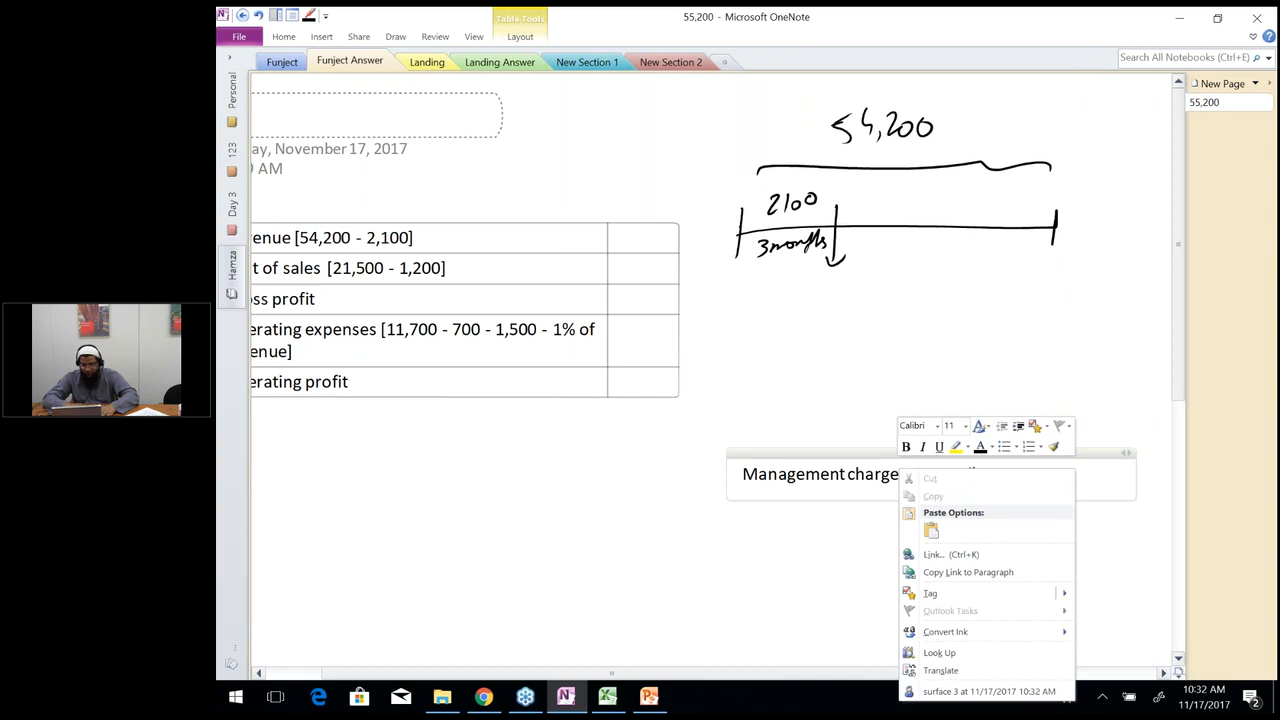 55,200 - Microsoft OneNote
Table Tools
File Home Insert Share Draw Review View Layout
Funject Funject Answer Landing Landing Answer New Section 1 New Section 2
Search All Notebooks (Ctrl+E)
New Page
55,200
Personal
123
Day 3
Hamza
ay, November 17, 2017
AM
54,200
2100
3 months
enue [54,200 - 2,100]
t of sales [21,500 - 1,200]
ss profit
erating expenses [11,700 - 700 - 1,500 - 1% of
enue]
erating profit
Calibri 11
B I U A
Management charge
Cut
Copy
Paste Options:
Link... (Ctrl+K)
Copy Link to Paragraph
Tag
Outlook Tasks
Convert Ink
Look Up
Translate
surface 3 at 11/17/2017 10:32 AM
10:32 AM
11/17/2017
2